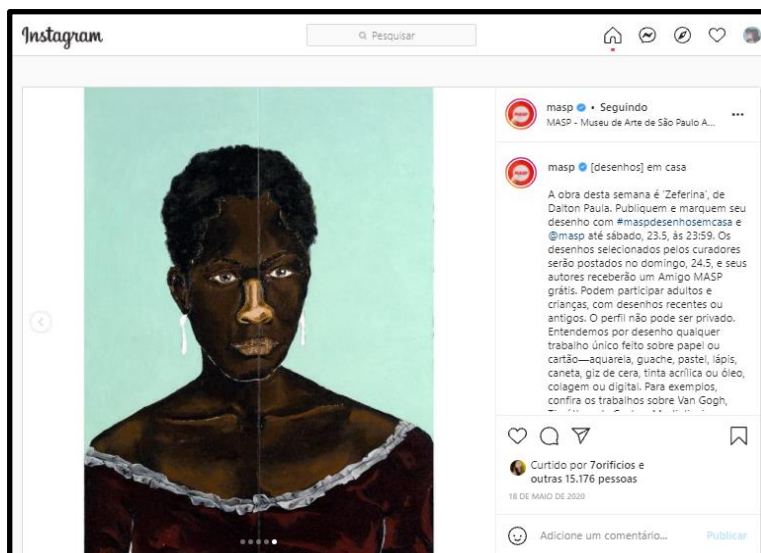 Instagram
Pesquisar
masp • Seguindo
MASP - Museu de Arte de São Paulo A...
masp [desenhos] em casa
A obra desta semana é 'Zeferina', de
Dalton Paula. Publiquem e marquem seu
desenho com #maspdesenhosemcasa e
@masp até sábado, 23.5, às 23:59. Os
desenhos selecionados pelos curadores
serão postados no domingo, 24.5, e seus
autores receberão um Amigo MASP
grátis. Podem participar adultos e
crianças, com desenhos recentes ou
antigos. O perfil não pode ser privado.
Entendemos por desenho qualquer
trabalho único feito sobre papel ou
cartão—aquarela, guache, pastel, lápis,
caneta, giz de cera, tinta acrílica ou óleo,
colagem ou digital. Para exemplos,
confira os trabalhos sobre Van Gogh,
Curtido por 7orificios e
outras 15.176 pessoas
18 DE MAIO DE 2020
Adicione um comentário...
Publicar